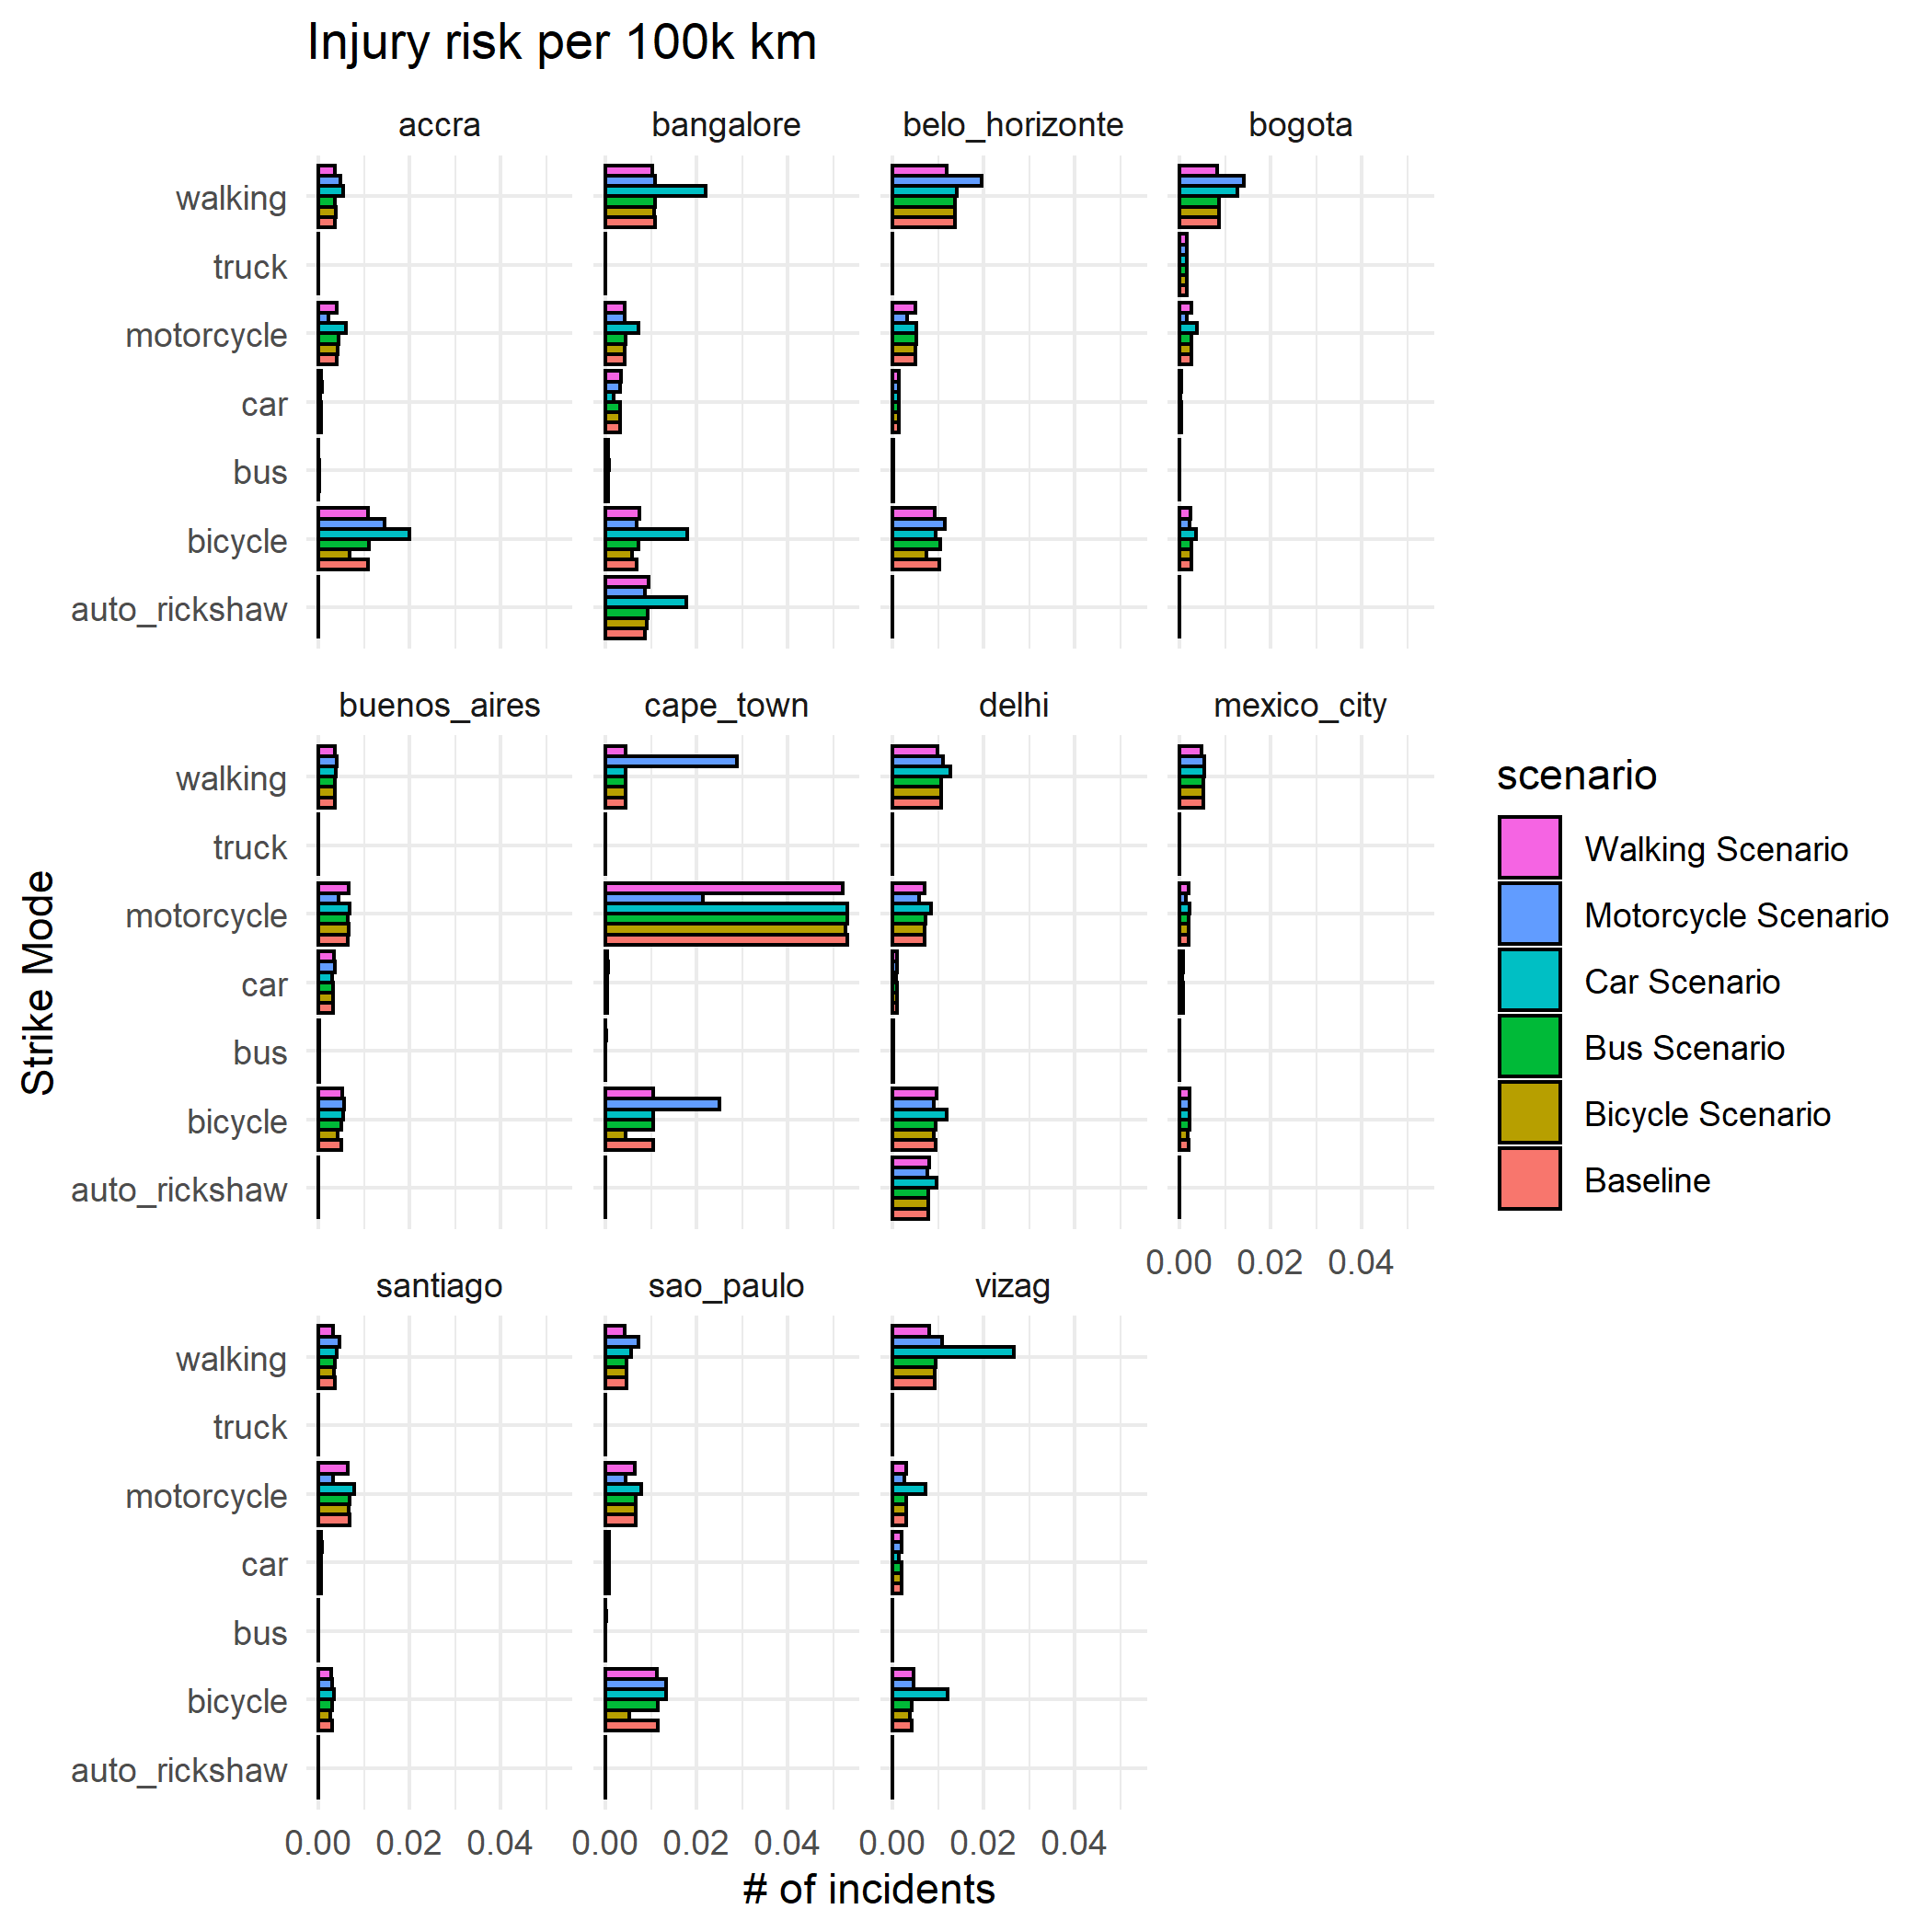 Injury risk per 100k km
accra bangalore belo_horizonte bogota
walking
truck
motorcycle
car
bus
bicycle
auto_rickshaw
buenos_aires cape_town delhi mexico_city
walking
truck
motorcycle
car
bus
bicycle
auto_rickshaw
0.00 0.02 0.04
santiago sao_paulo vizag
walking
truck
motorcycle
car
bus
bicycle
auto_rickshaw
0.00 0.02 0.04 0.00 0.02 0.04 0.00 0.02 0.04
# of incidents
Strike Mode
scenario
Walking Scenario
Motorcycle Scenario
Car Scenario
Bus Scenario
Bicycle Scenario
Baseline